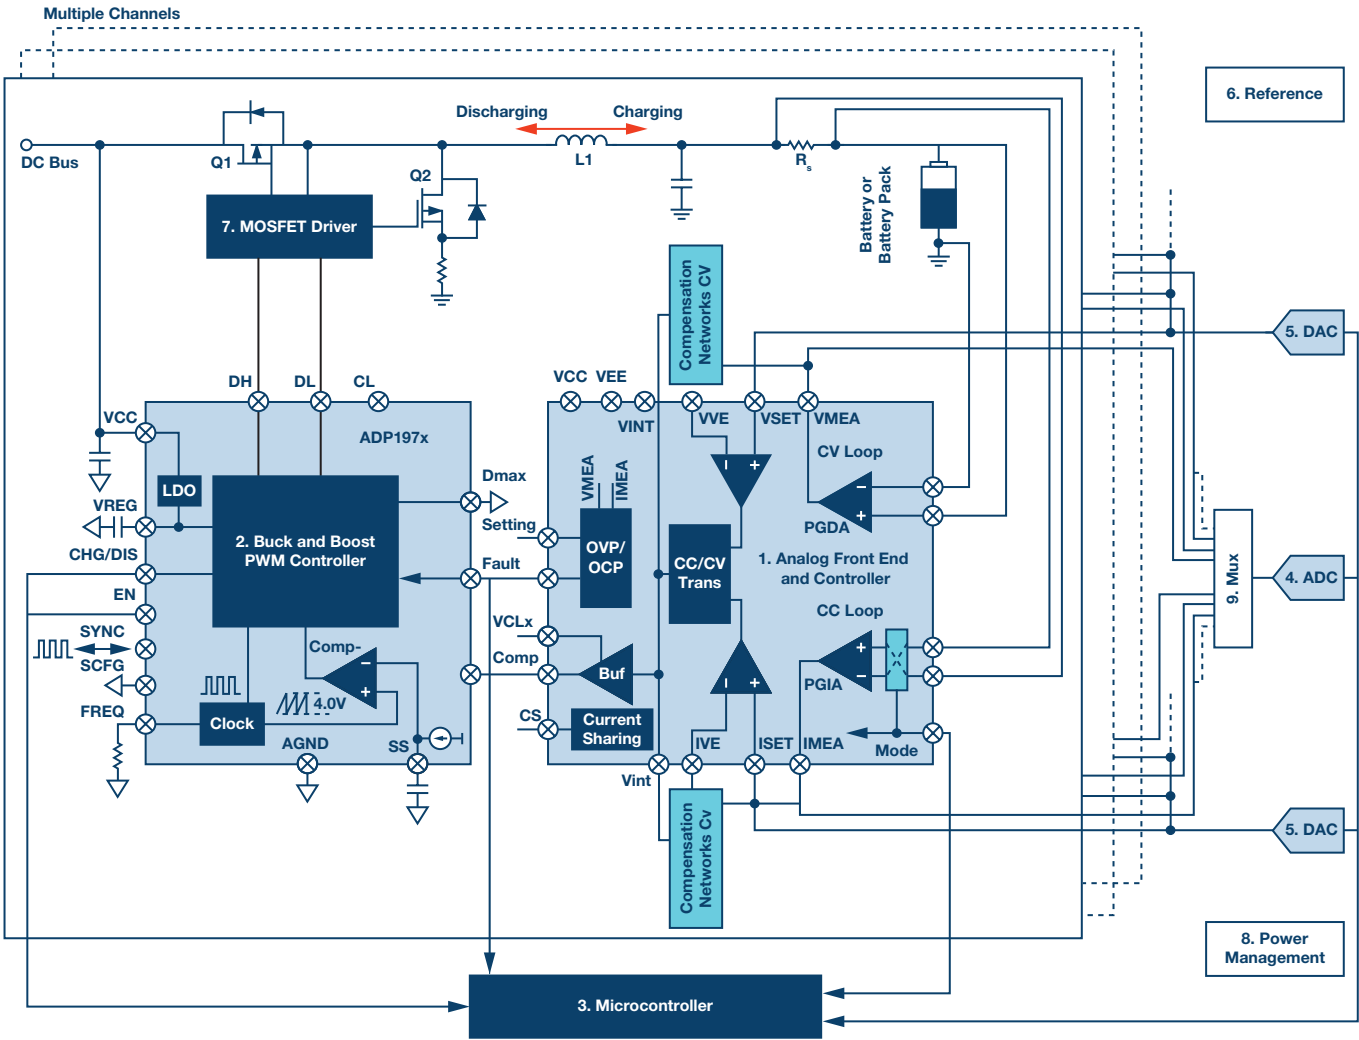 Multiple Channels
6. Reference
Discharging
Charging
DC Bus
Q1
L1
Rs
Q2
Battery or
Battery Pack
7. MOSFET Driver
Compensation
Networks CV
5. DAC
DH
DL
CL
VCC
VEE
VCC
ADP197x
VINT
VVE
VSET
VMEA
CV Loop
LDO
Dmax
VMEA
IMEA
VREG
Setting
PGDA
CHG/DIS
2. Buck and Boost
PWM Controller
Fault
OVP/
OCP
CC/CV
Trans
1. Analog Front End
and Controller
9. Mux
4. ADC
EN
CC Loop
SYNC
VCLx
SCFG
Comp-
Comp
Buf
PGIA
FREQ
4.0V
Clock
CS
Current
Sharing
AGND
SS
IVE
ISET
IMEA
Mode
Vint
Compensation
Networks Cv
5. DAC
8. Power
Management
3. Microcontroller